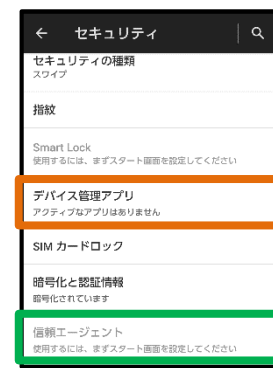 ← セキュリティ
セキュリティの種類
スワイプ
指紋
Smart Lock
使用するには、まずスタート画面を設定してください
デバイス管理アプリ
アクティブなアプリはありません
SIM カードロック
暗号化と認証情報
暗号化されています
信頼エージェント
使用するには、まずスタート画面を設定してください